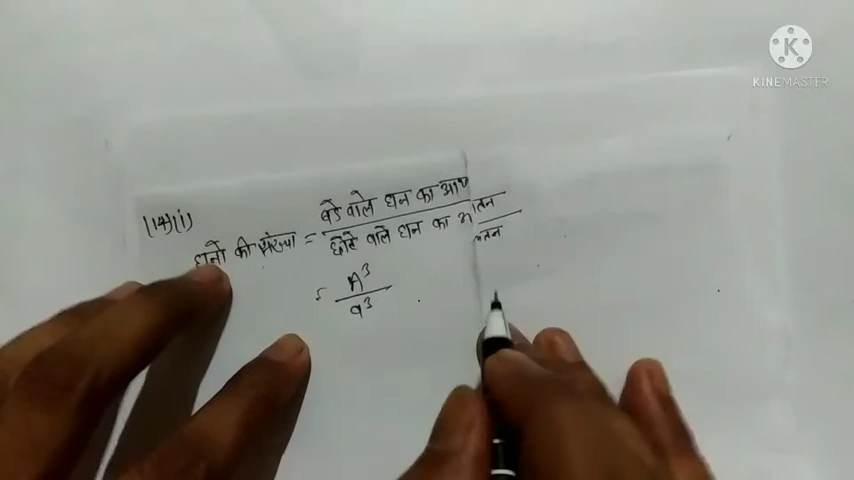 KINEMASTER
(14)(i)
घनो की संख्या = बडे वाले घन का आयतन
छोटे वाले घन का आयतन
= A³
a³